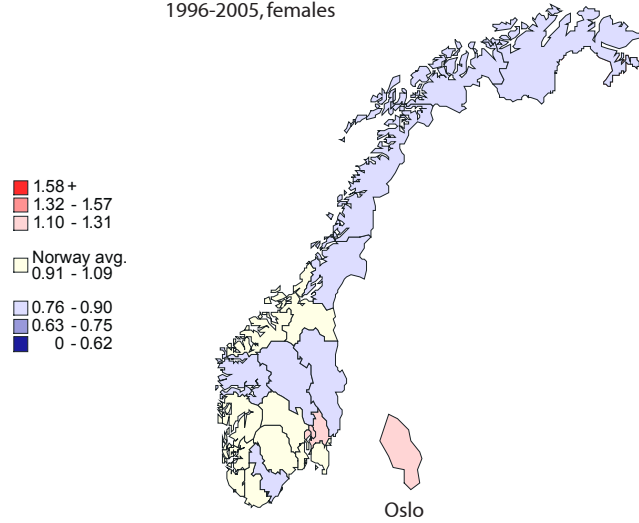 1996-2005, females
1.58 +
1.32 - 1.57
1.10 - 1.31
Norway avg.
0.91 - 1.09
0.76 - 0.90
0.63 - 0.75
0 - 0.62
Oslo